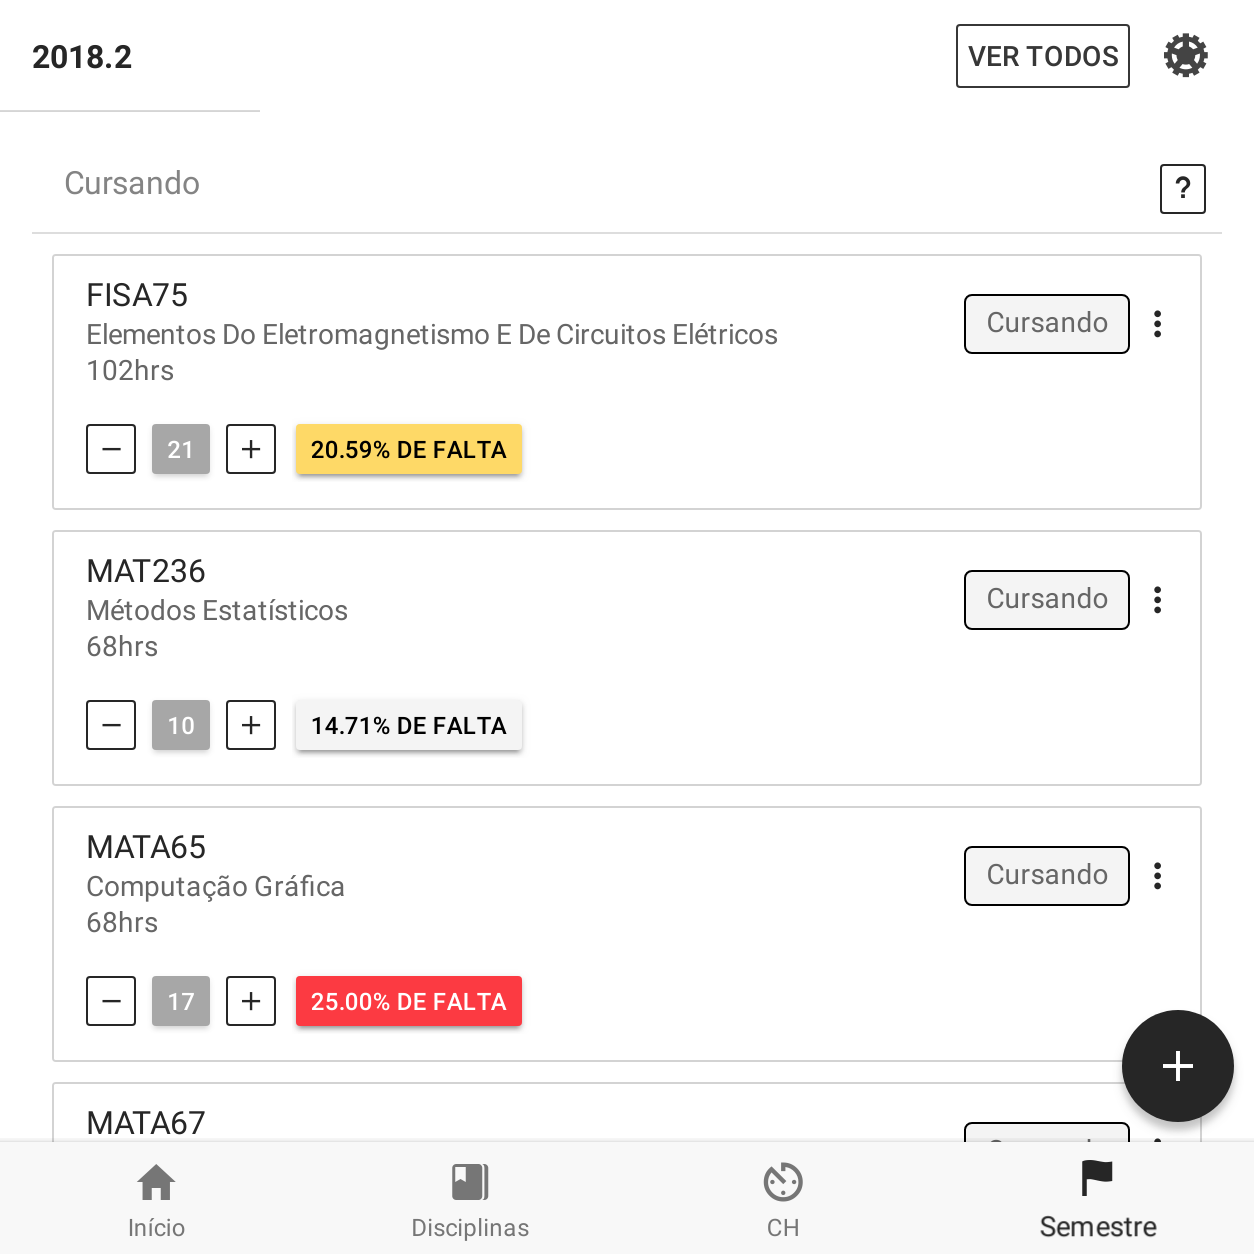 2018.2
VER TODOS
Cursando
?
FISA75
Elementos Do Eletromagnetismo E De Circuitos Elétricos
102hrs
Cursando
21
20.59% DE FALTA
MAT236
Métodos Estatísticos
68hrs
Cursando
10
14.71% DE FALTA
MATA65
Computação Gráfica
68hrs
Cursando
17
25.00% DE FALTA
MATA67
Início
Disciplinas
CH
Semestre